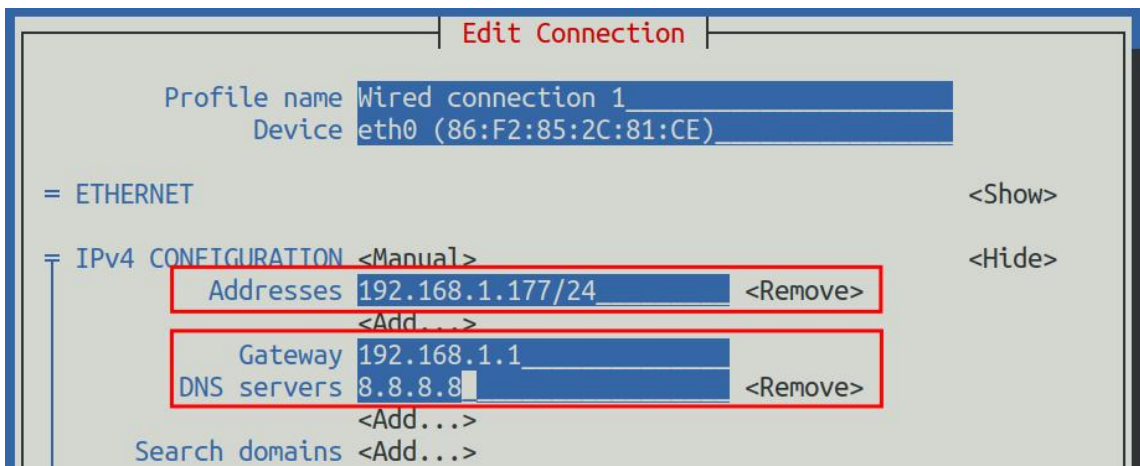 Edit Connection
Profile name Wired connection 1
Device eth0 (86:F2:85:2C:81:CE)
= ETHERNET <Show>
IPv4 CONFIGURATION <Manual> <Hide>
Addresses 192.168.1.177/24 <Remove>
<Add...>
Gateway 192.168.1.1
DNS servers 8.8.8.8 <Remove>
<Add...>
Search domains <Add...>